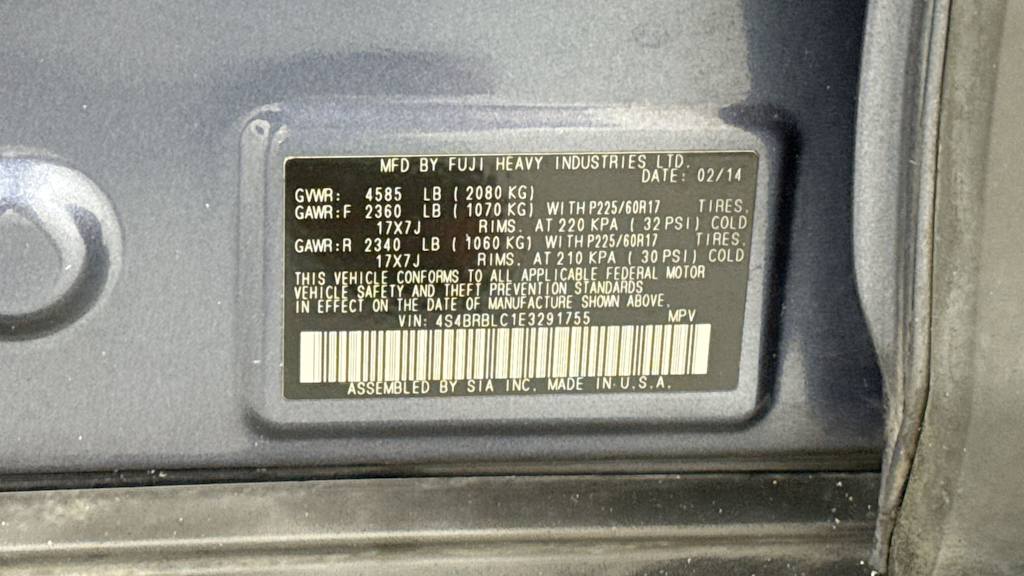 MFD BY FUJI HEAVY INDUSTRIES LTD.
DATE: 02/14
GVWR: 4585 LB ( 2080 KG)
GAWR:F 2360 LB ( 1070 KG) WITH P225/60R17 TIRES,
17X7J RIMS. AT 220 KPA ( 32 PSI) COLD
GAWR:R 2340 LB ( 1060 KG) WITH P225/60R17 TIRES,
17X7J RIMS. AT 210 KPA ( 30 PSI) COLD
THIS VEHICLE CONFORMS TO ALL APPLICABLE FEDERAL MOTOR
VEHICLE SAFETY AND THEFT PREVENTION STANDARDS
IN EFFECT ON THE DATE OF MANUFACTURE SHOWN ABOVE.
VIN: 4S4BRBLC1E3291755 MPV
ASSEMBLED BY SIA INC. MADE IN U.S.A.